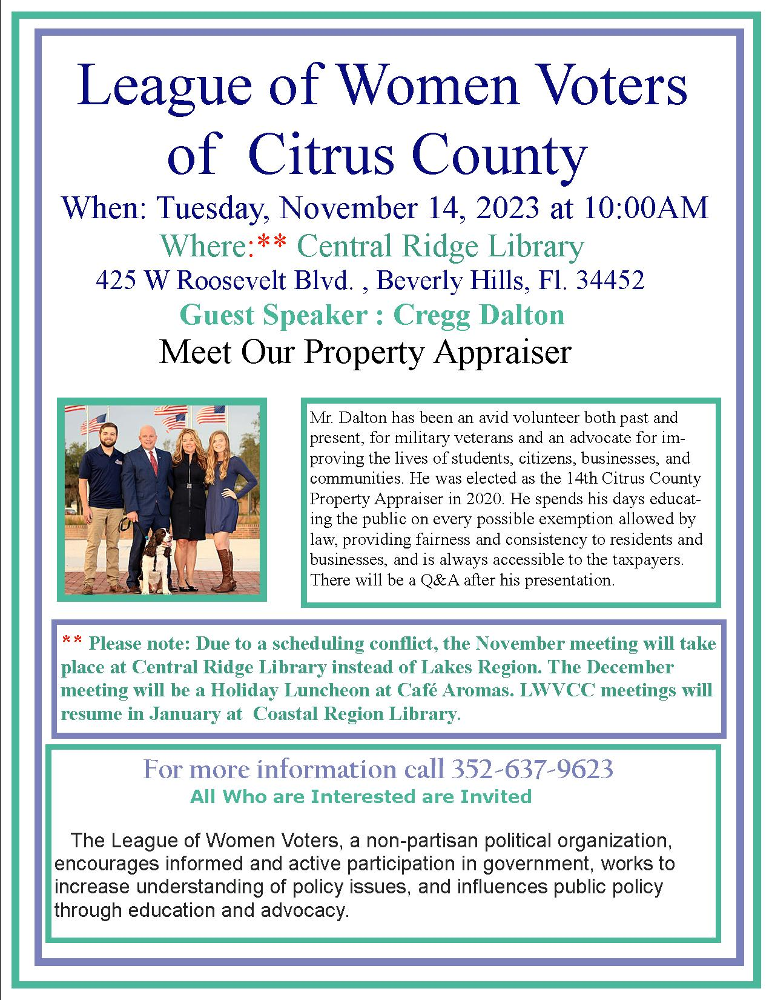 League of Women Voters
of Citrus County
When: Tuesday, November 14, 2023 at 10:00AM
Where:** Central Ridge Library
425 W Roosevelt Blvd. , Beverly Hills, Fl. 34452
Guest Speaker : Cregg Dalton
Meet Our Property Appraiser
Mr. Dalton has been an avid volunteer both past and
present, for military veterans and an advocate for im-
proving the lives of students, citizens, businesses, and
communities. He was elected as the 14th Citrus County
Property Appraiser in 2020. He spends his days educat-
ing the public on every possible exemption allowed by
law, providing fairness and consistency to residents and
businesses, and is always accessible to the taxpayers.
There will be a Q&A after his presentation.
** Please note: Due to a scheduling conflict, the November meeting will take
place at Central Ridge Library instead of Lakes Region. The December
meeting will be a Holiday Luncheon at Café Aromas. LWVCC meetings will
resume in January at Coastal Region Library.
For more information call 352-637-9623
All Who are Interested are Invited
The League of Women Voters, a non-partisan political organization,
encourages informed and active participation in government, works to
increase understanding of policy issues, and influences public policy
through education and advocacy.